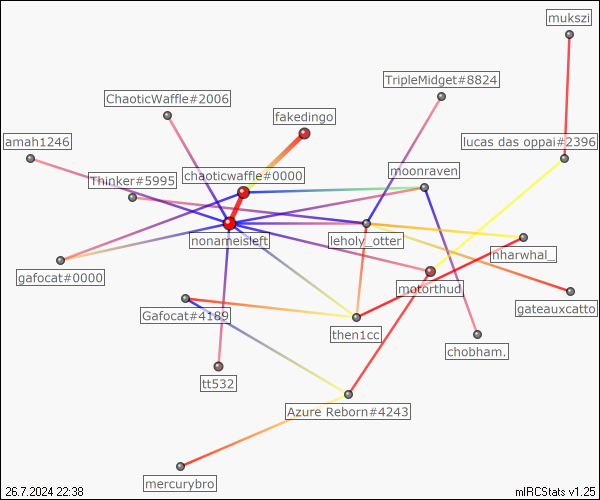 mukszi
TripleMidget#8824
ChaoticWaffle#2006
fakedingo
amah1246
lucas das oppai#2396
moonraven
chaoticwaffle#0000
Thinker#5995
nonameisleft
leholy_otter
nharwhal_
gafocat#0000
motorthud.
gateauxcatto
Gafocat#4189
then1cc
chobham.
tt532
Azure Reborn#4243
mercurybro
26.7.2024 22:38
mIRCStats v1.25